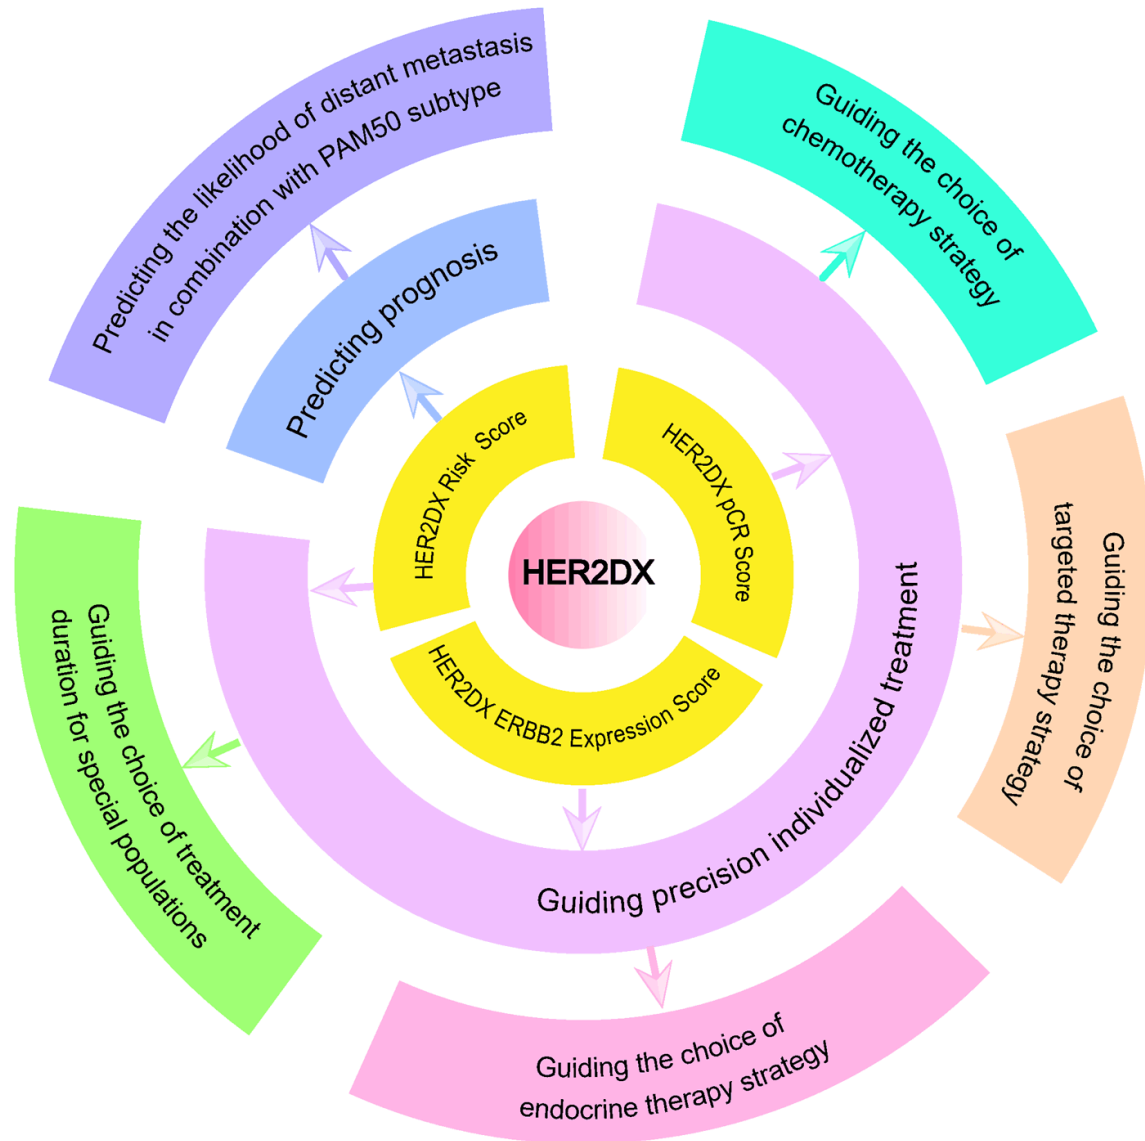 Predicting the likelihood of distant metastasis
in combination with PAM50 subtype
Guiding the choice of
chemotherapy strategy
Predicting prognosis
HER2DX Risk Score
HER2DX pCR Score
HER2DX
HER2DX ERBB2 Expression Score
Guiding the choice of
targeted therapy strategy
Guiding the choice of treatment
duration for special populations
Guiding precision individualized treatment
Guiding the choice of
endocrine therapy strategy